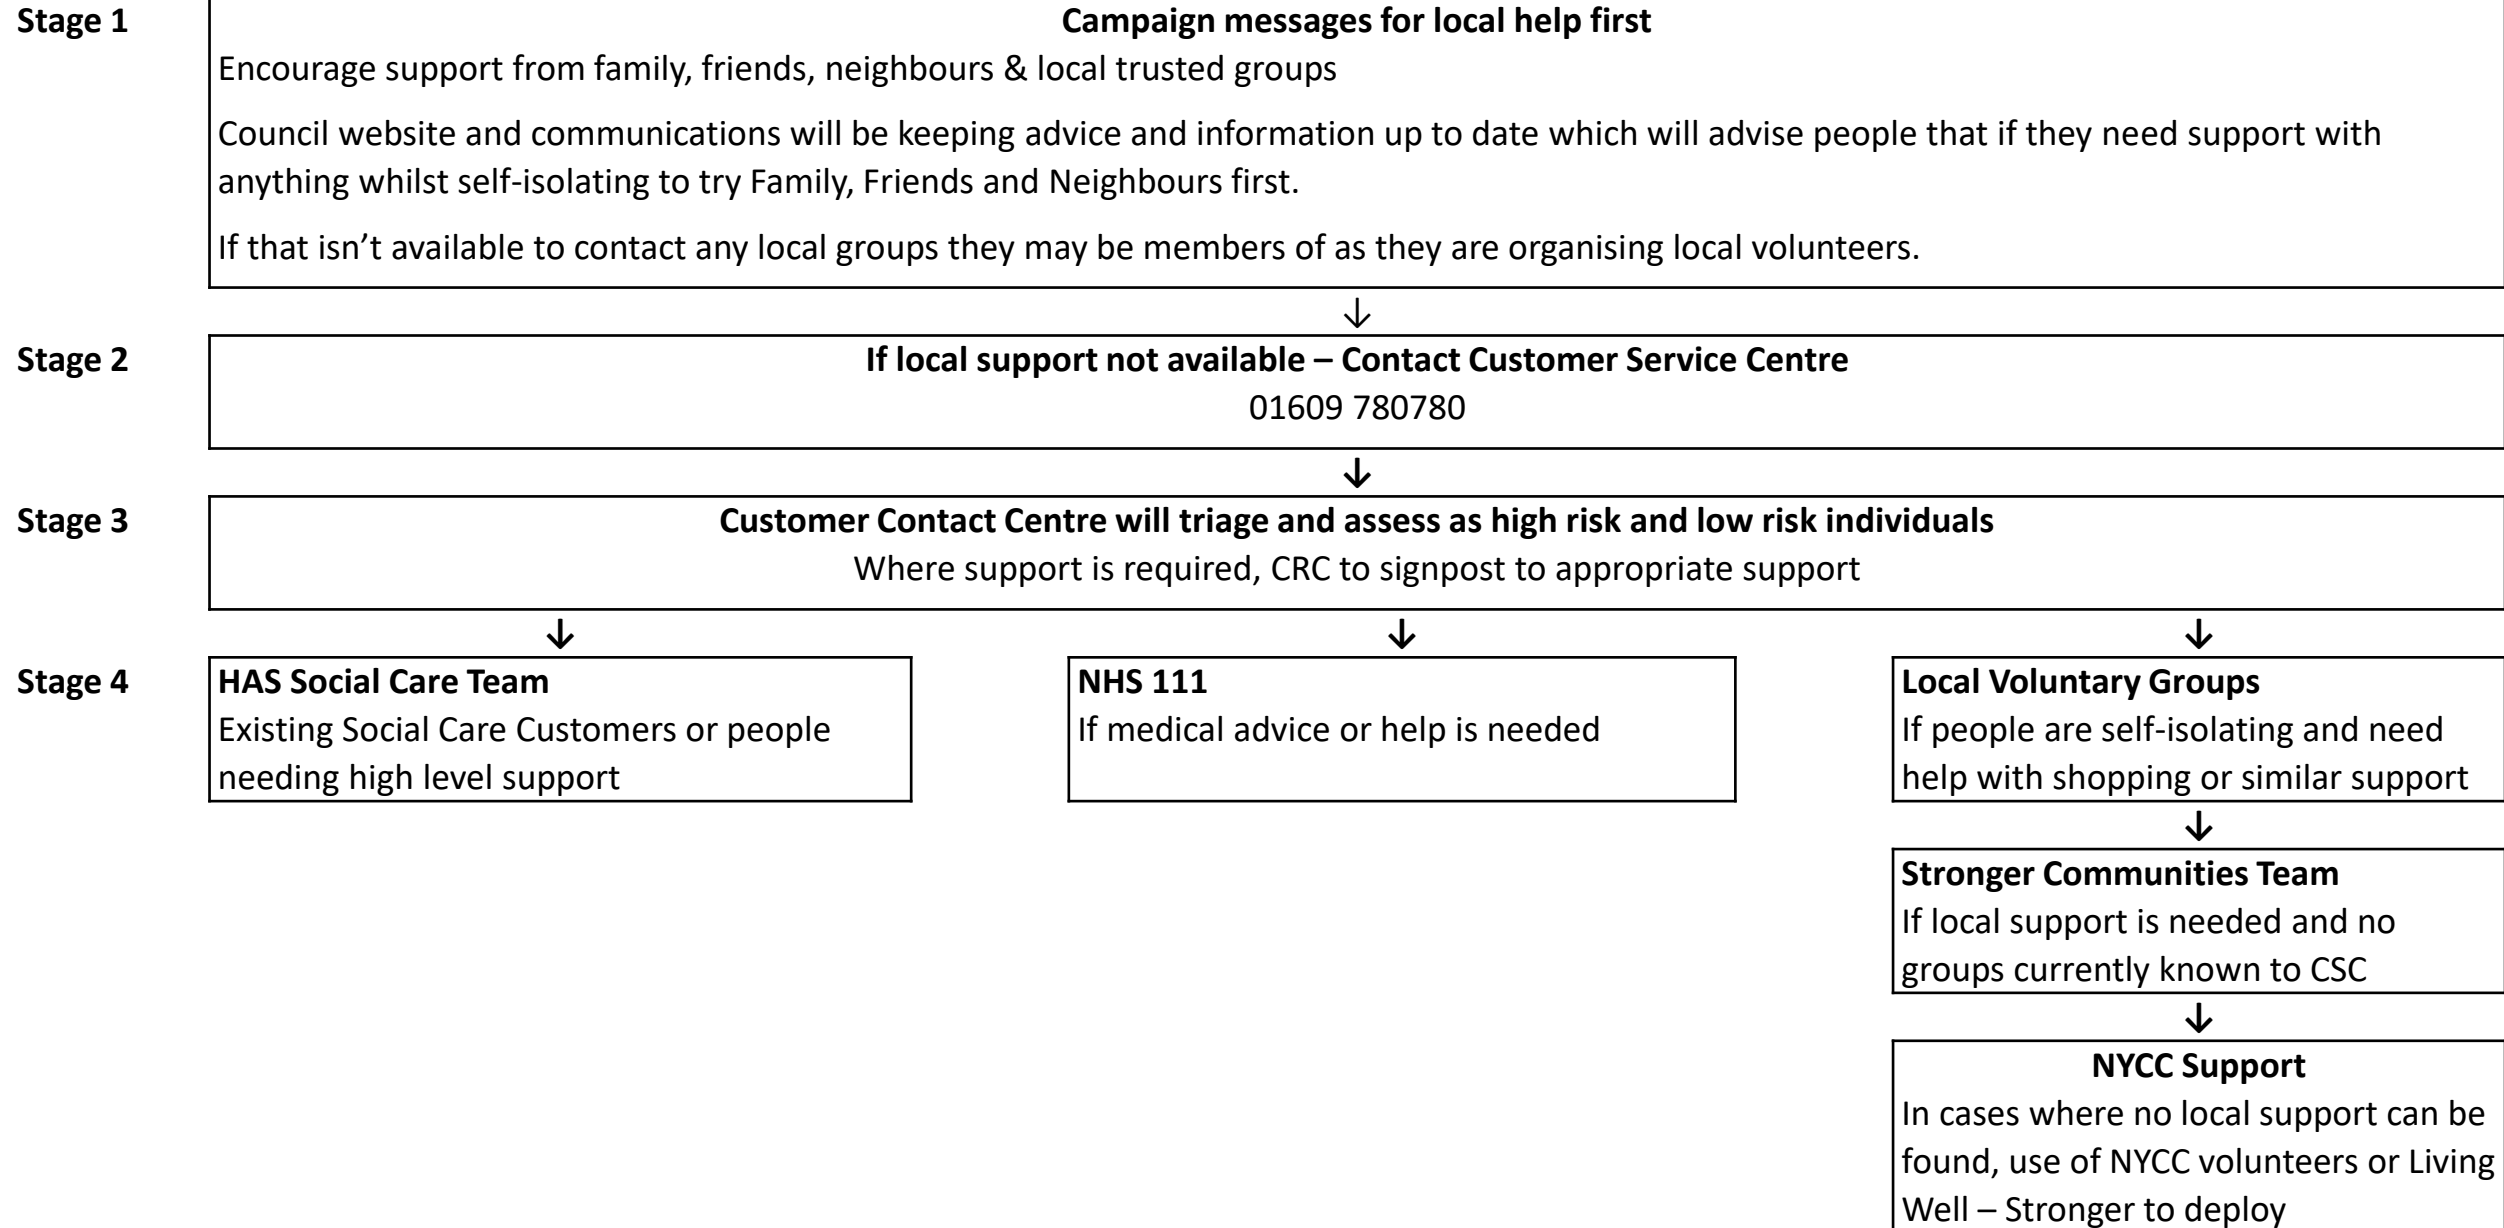 Stage 1
Campaign messages for local help first
Encourage support from family, friends, neighbours & local trusted groups
Council website and communications will be keeping advice and information up to date which will advise people that if they need support with
anything whilst self-isolating to try Family, Friends and Neighbours first.
If that isn’t available to contact any local groups they may be members of as they are organising local volunteers.
↓
Stage 2
If local support not available – Contact Customer Service Centre
01609 780780
↓
Stage 3
Customer Contact Centre will triage and assess as high risk and low risk individuals
Where support is required, CRC to signpost to appropriate support
↓
↓
↓
Stage 4
HAS Social Care Team
Existing Social Care Customers or people
needing high level support
NHS 111
If medical advice or help is needed
Local Voluntary Groups
If people are self-isolating and need
help with shopping or similar support
↓
Stronger Communities Team
If local support is needed and no
groups currently known to CSC
↓
NYCC Support
In cases where no local support can be
found, use of NYCC volunteers or Living
Well – Stronger to deploy